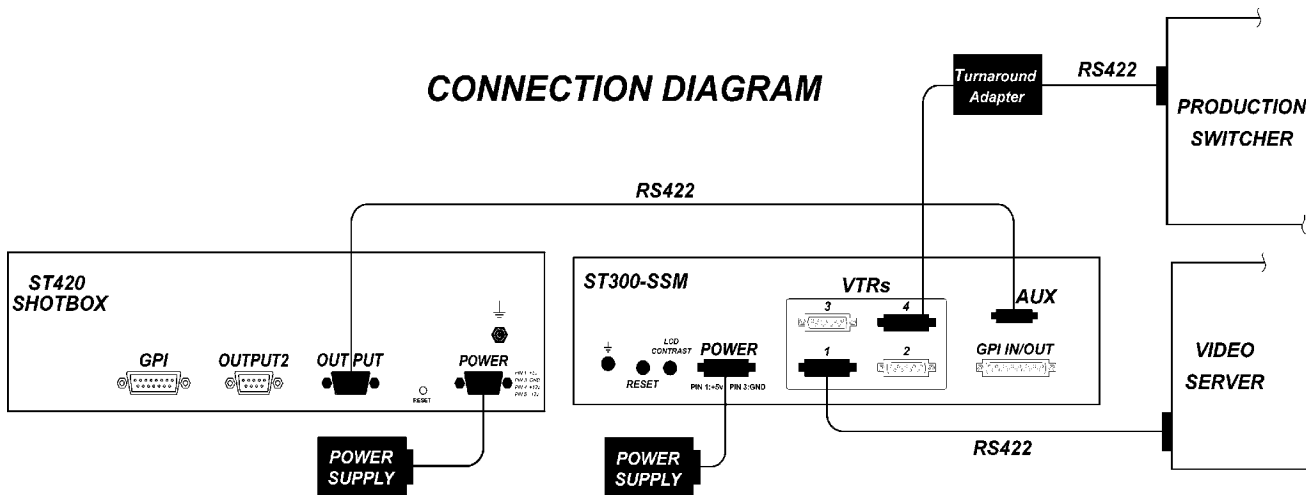 CONNECTION DIAGRAM
Turnaround
Adapter
RS422
PRODUCTION
SWITCHER
RS422
ST420
SHOTBOX
GPI
OUTPUT2
OUTPUT
RESET
POWER
ST300-SSM
RESET
LCD
CONTRAST
POWER
PIN 1:+5v PIN 3:GND
VTRs
3
4
1
2
AUX
GPI IN/OUT
VIDEO
SERVER
RS422
POWER
SUPPLY
POWER
SUPPLY